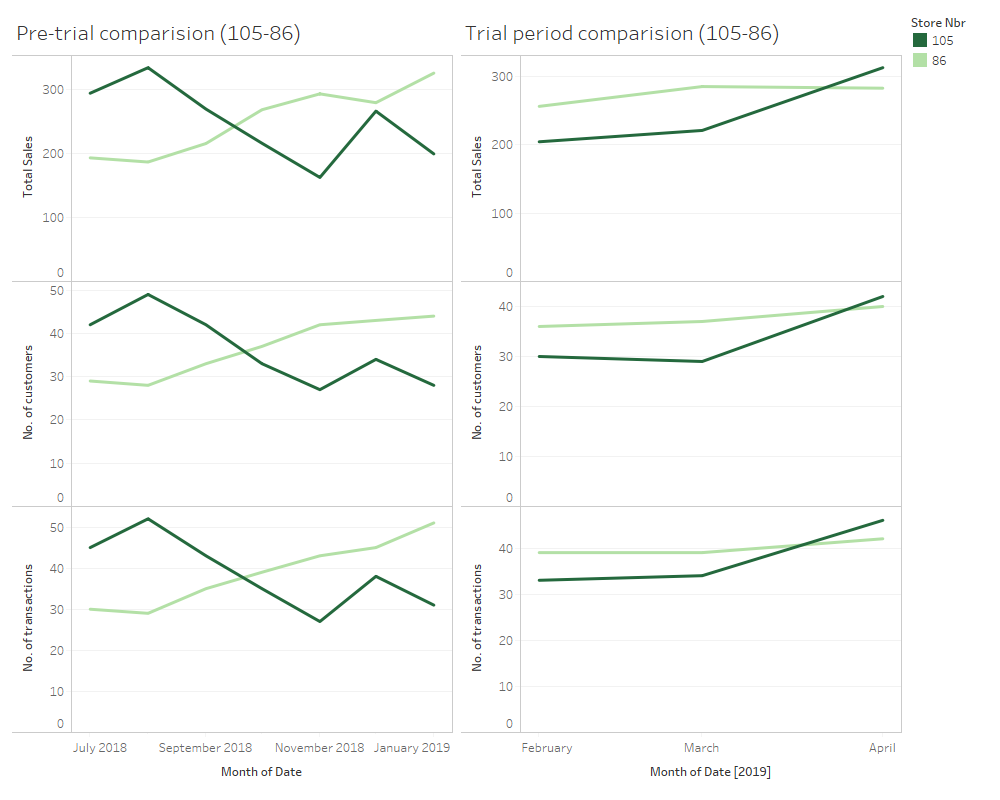 Pre-trial comparision (105-86)
Trial period comparision (105-86)
Store Nbr
105
86
Total Sales
300
200
100
0
Total Sales
300
200
100
0
No. of customers
50
40
30
20
10
0
No. of customers
40
30
20
10
0
No. of transactions
50
40
30
20
10
0
No. of transactions
40
30
20
10
0
July 2018
September 2018
November 2018
January 2019
Month of Date
February
March
April
Month of Date [2019]